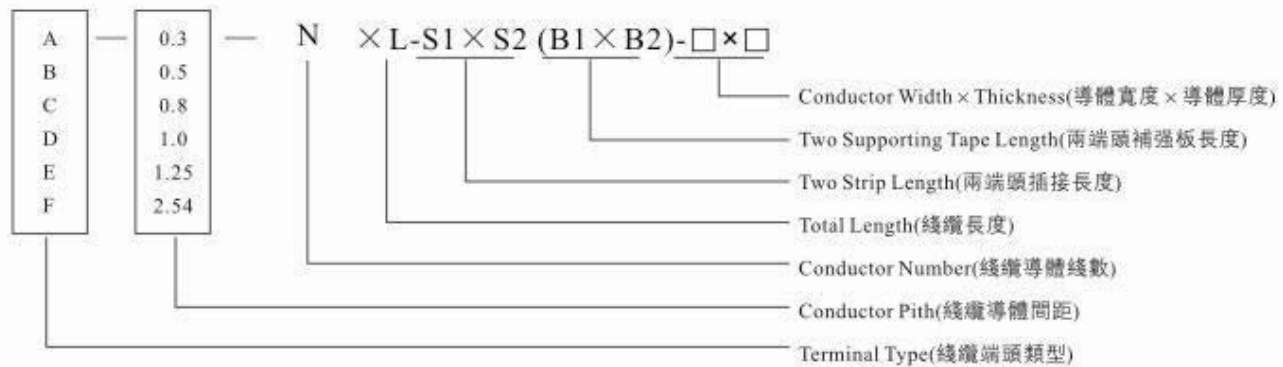 A — 0.3 — N × L-S1×S2 (B1×B2)-□×□
B 0.5
C 0.8
D 1.0
E 1.25
F 2.54
Conductor Width × Thickness(導體寬度 × 導體厚度)
Two Supporting Tape Length(兩端頭補强板長度)
Two Strip Length(兩端頭插接長度)
Total Length(綫纜長度)
Conductor Number(綫纜導體綫數)
Conductor Pith(綫纜導體間距)
Terminal Type(綫纜端頭類型)